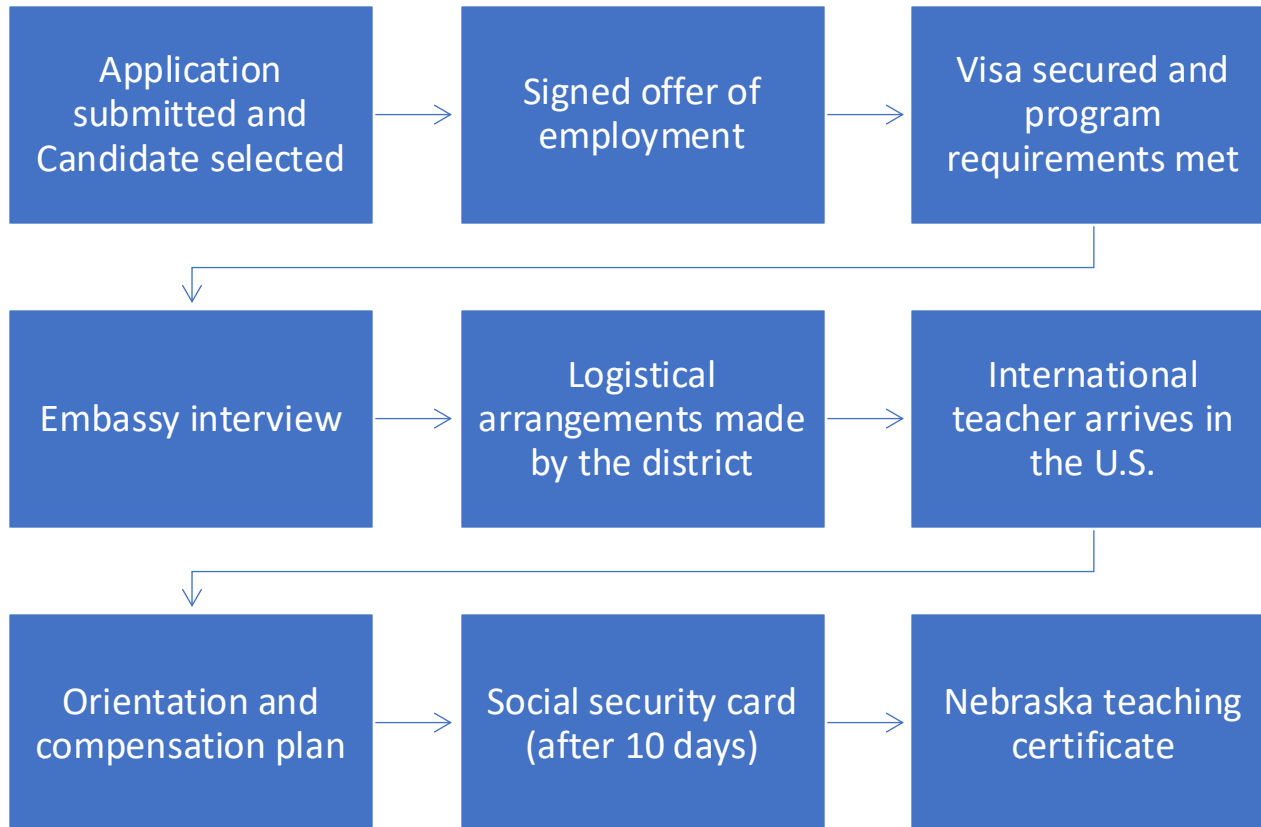 Application
submitted and
Candidate selected
Signed offer of
employment
Visa secured and
program
requirements met
Embassy interview
Logistical
arrangements made
by the district
International
teacher arrives in
the U.S.
Orientation and
compensation plan
Social security card
(after 10 days)
Nebraska teaching
certificate